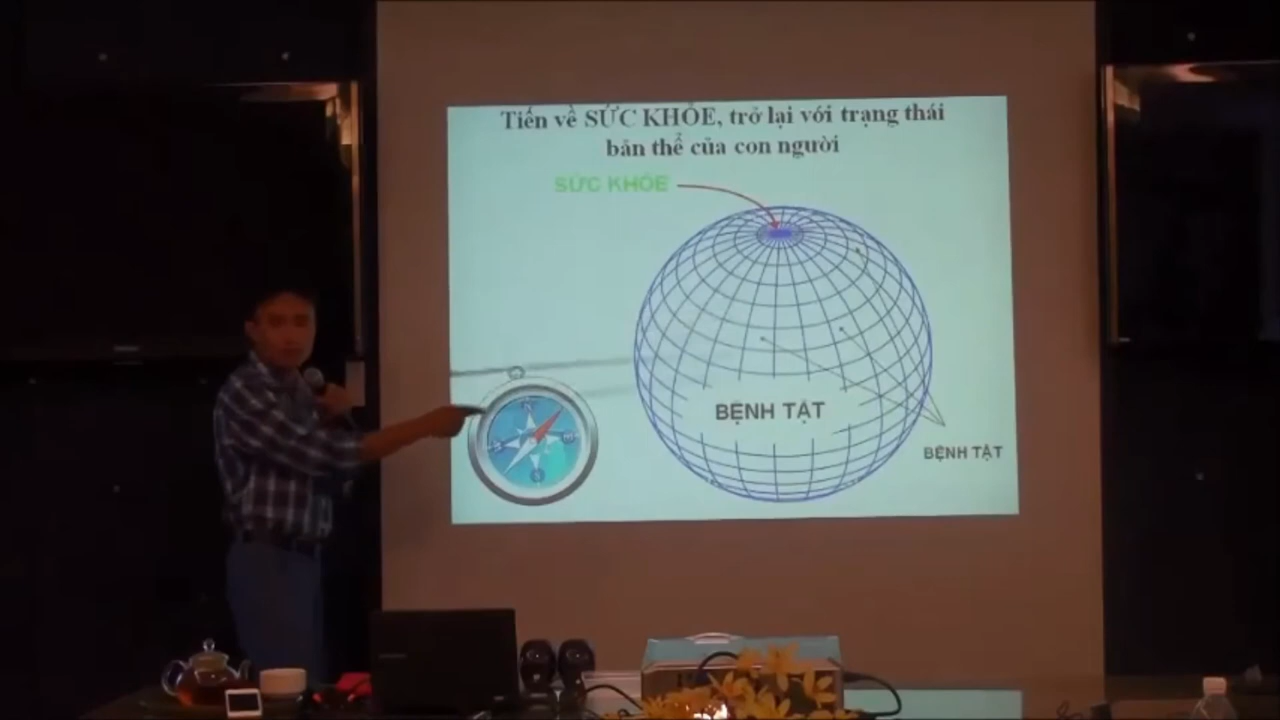 Tiến về SỨC KHỎE, trở lại với trạng thái
bản thể của con người
SỨC KHỎE
BỆNH TẬT
BỆNH TẬT